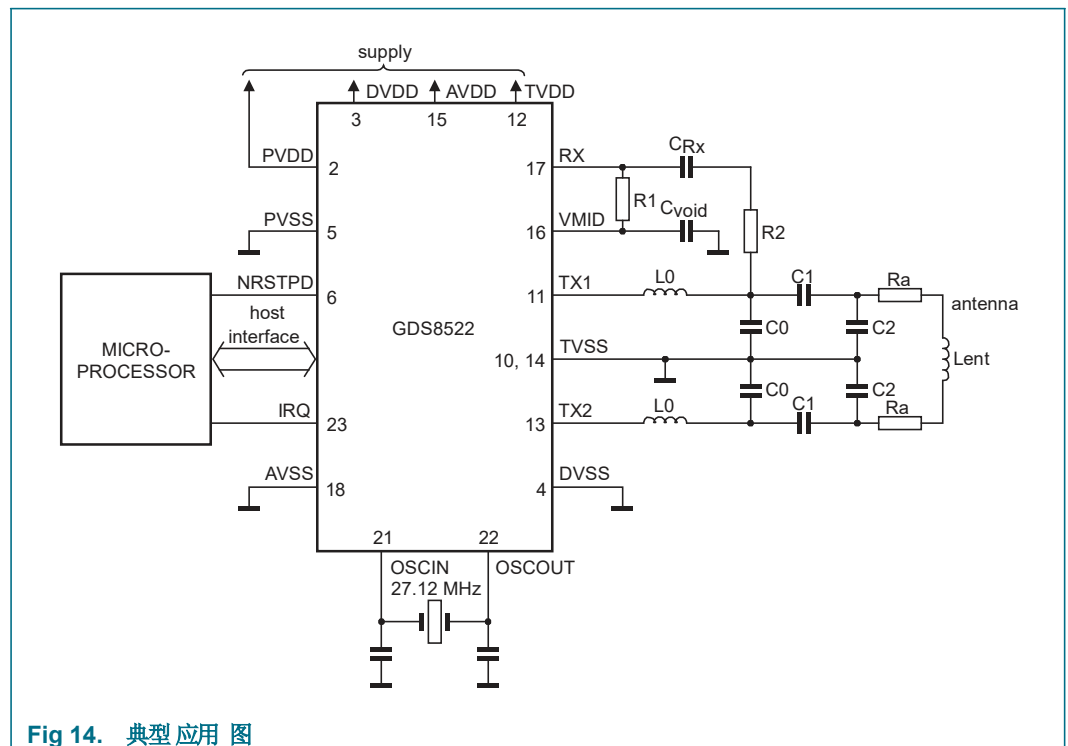 supply
DVDD
AVDD
TVDD
3
15
12
PVDD
2
17
RX
CRx
R1
Cvoid
PVSS
5
16
VMID
R2
NRSTPD
6
11
TX1
L0
C1
Ra
host
interface
GDS8522
antenna
C0
C2
MICRO-
PROCESSOR
10, 14
TVSS
Lent
C0
C2
IRQ
23
13
TX2
L0
C1
Ra
AVSS
18
4
DVSS
21
22
OSCIN
OSCOUT
27.12 MHz
Fig 14. 典型应用 图